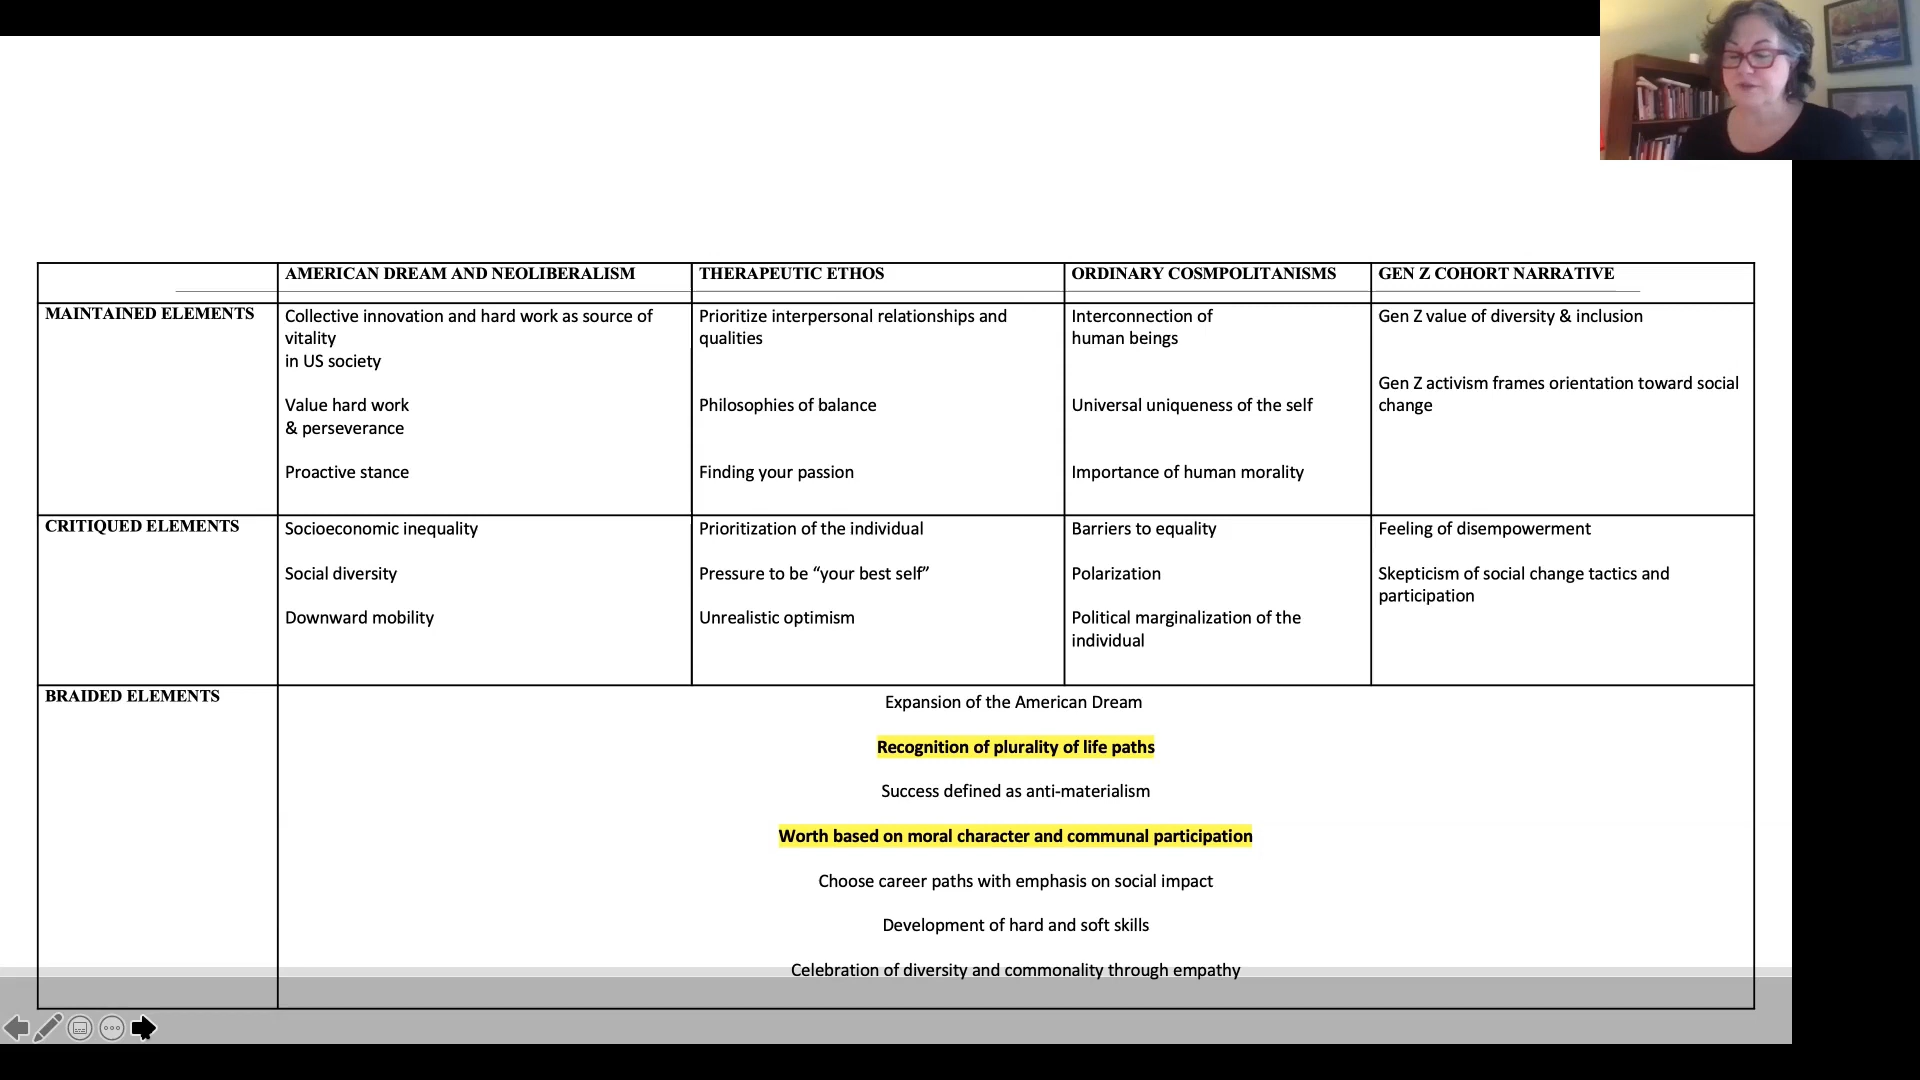 AMERICAN DREAM AND NEOLIBERALISM
THERAPEUTIC ETHOS
ORDINARY COSMPOLITANISMS
GEN Z COHORT NARRATIVE
MAINTAINED ELEMENTS
Collective innovation and hard work as source of
vitality
in US society
Value hard work
& perseverance
Proactive stance
Prioritize interpersonal relationships and
qualities
Philosophies of balance
Finding your passion
Interconnection of
human beings
Universal uniqueness of the self
Importance of human morality
Gen Z value of diversity & inclusion
Gen Z activism frames orientation toward social
change
CRITIQUED ELEMENTS
Socioeconomic inequality
Social diversity
Downward mobility
Prioritization of the individual
Pressure to be “your best self”
Unrealistic optimism
Barriers to equality
Polarization
Political marginalization of the
individual
Feeling of disempowerment
Skepticism of social change tactics and
participation
BRAIDED ELEMENTS
Expansion of the American Dream
Recognition of plurality of life paths
Success defined as anti-materialism
Worth based on moral character and communal participation
Choose career paths with emphasis on social impact
Development of hard and soft skills
Celebration of diversity and commonality through empathy